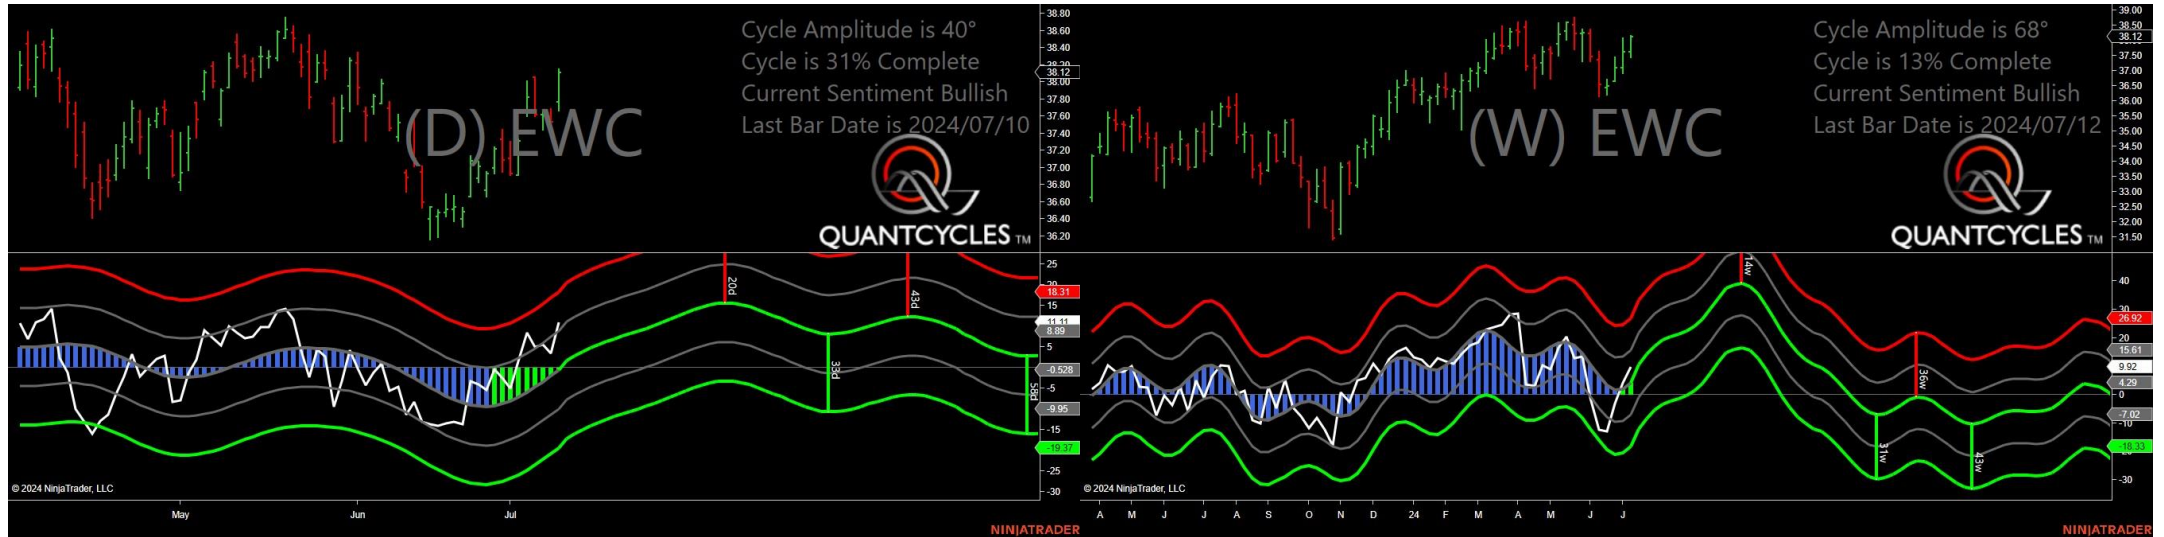 Cycle Amplitude is 40°
Cycle is 31% Complete
Current Sentiment Bullish
Last Bar Date is 2024/07/10
(D) EWC
QUANTCYCLES TM
38.80
38.60
38.40
38.20
38.12
38.00
37.80
37.60
37.40
37.20
37.00
36.80
36.60
36.40
36.20
20d
43d
33d
58d
25
20
18.31
15
11.11
8.89
5
-0.528
-5
-9.95
-15
-19.37
-25
-30
© 2024 NinjaTrader, LLC
May Jun Jul
NINJATRADER
Cycle Amplitude is 68°
Cycle is 13% Complete
Current Sentiment Bullish
Last Bar Date is 2024/07/12
(W) EWC
QUANTCYCLES TM
39.00
38.50
38.12
37.50
37.00
36.50
36.00
35.50
35.00
34.50
34.00
33.50
33.00
32.50
32.00
31.50
14w
36w
31w
43w
40
30
26.92
20
15.61
9.92
4.29
0
-7.02
-10
-18.33
-30
© 2024 NinjaTrader, LLC
A M J J A S O N D 24 M A M J J
NINJATRADER